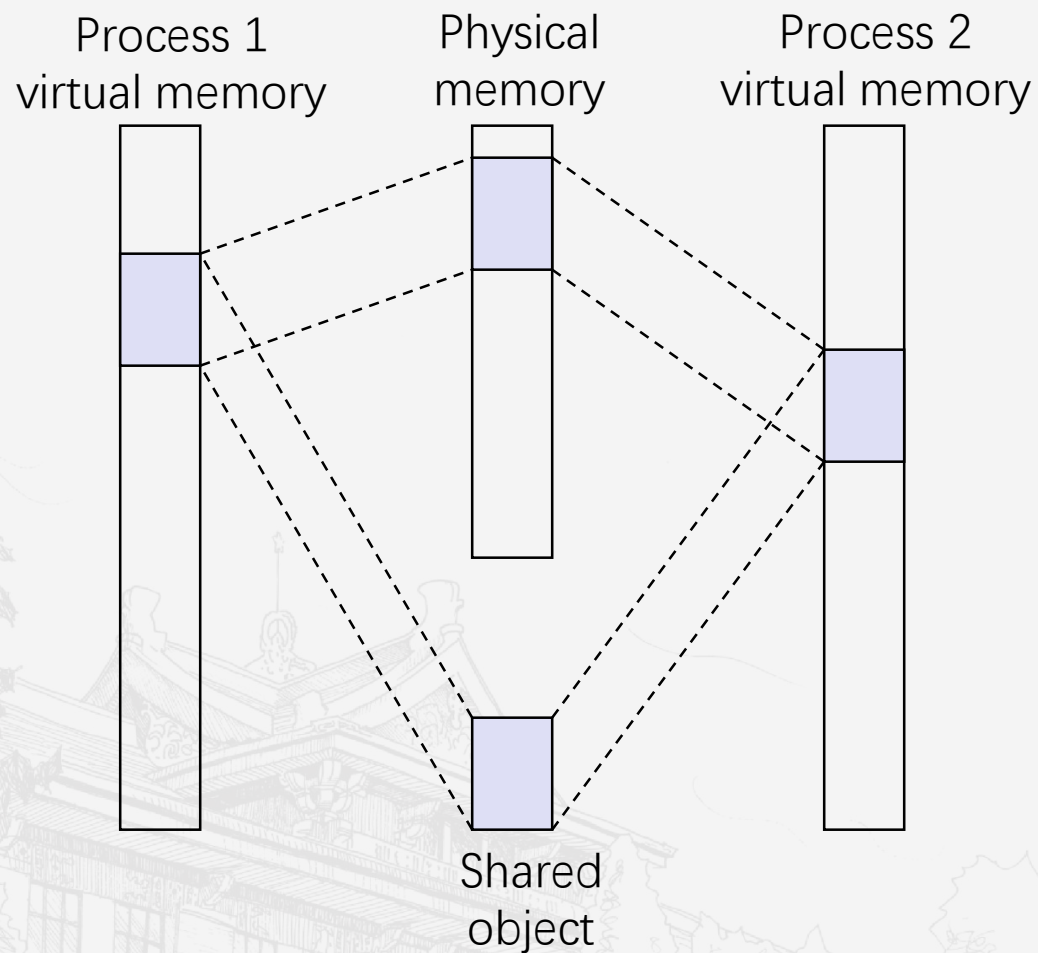 Process 1
virtual memory
Physical
memory
Process 2
virtual memory
Shared
object